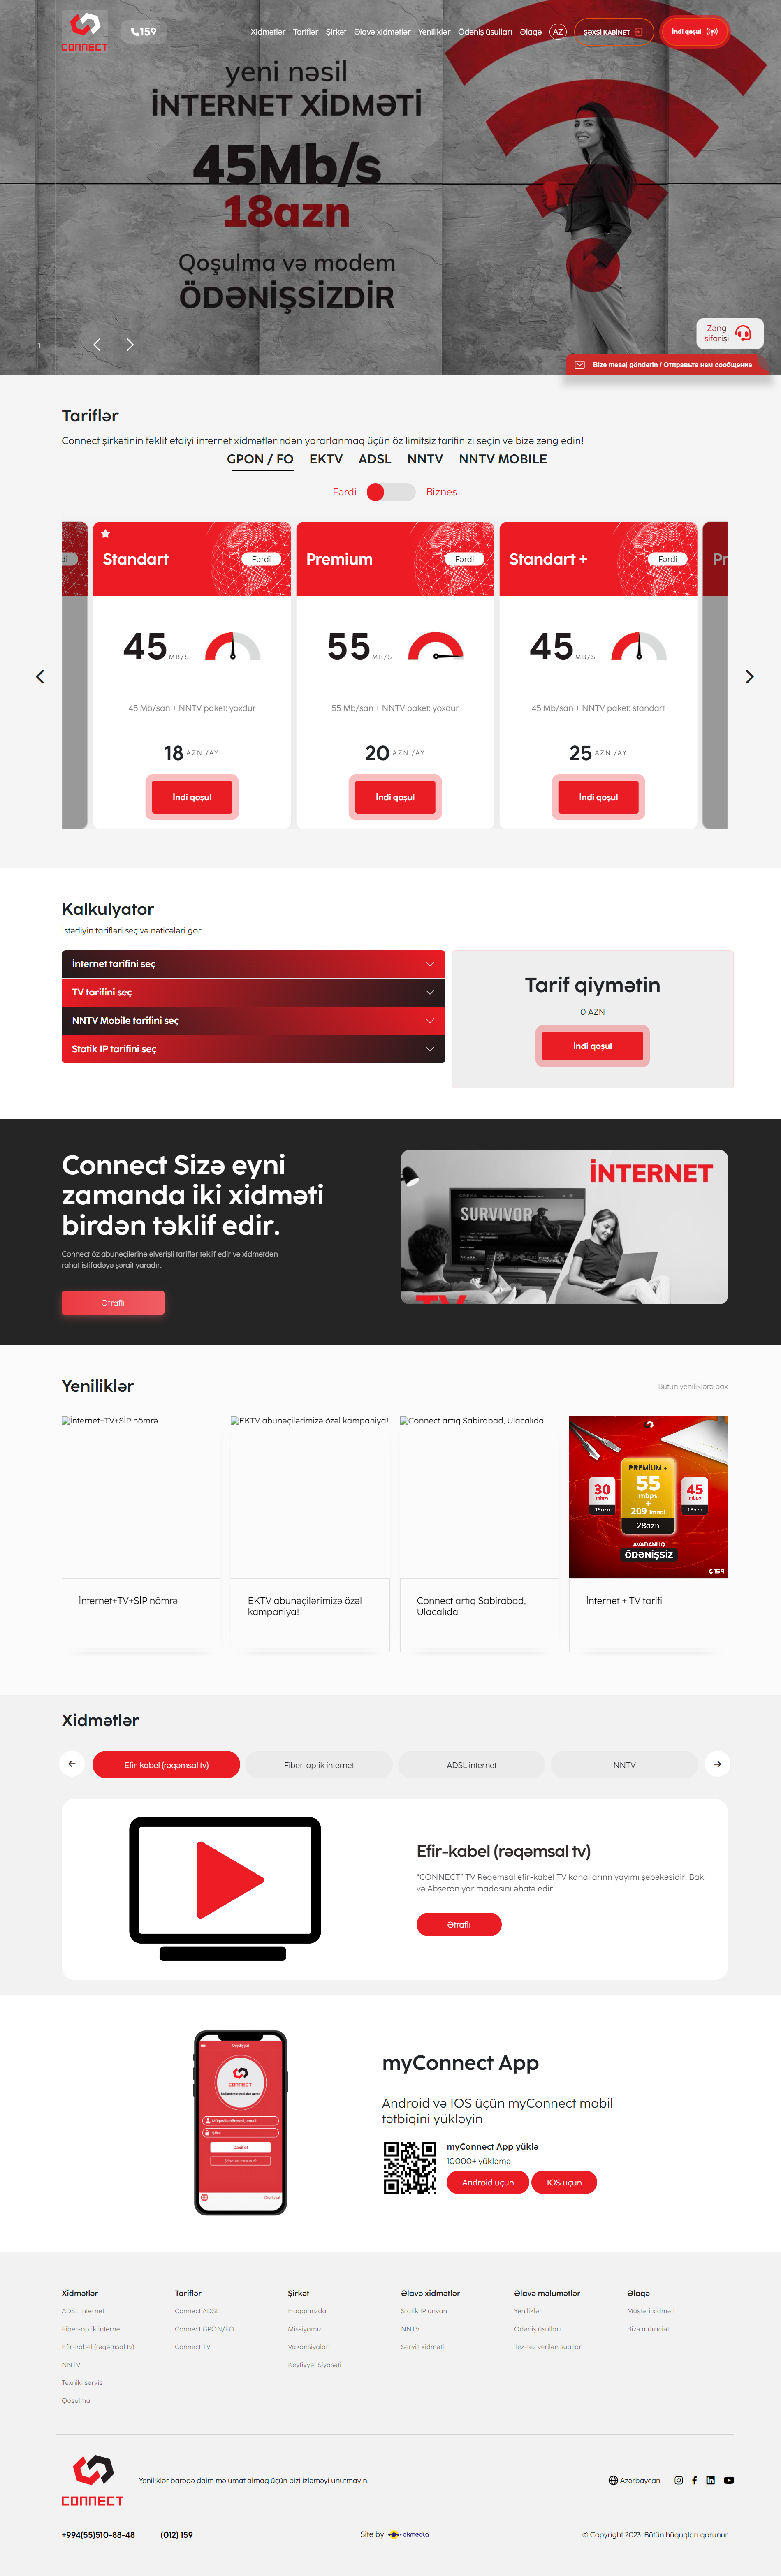 CONNECT
159
Xidmətlər Tariflər Şirkət Əlavə xidmətlər Yeniliklər Ödəniş üsulları Əlaqə AZ ŞƏXSİ KABİNET İndi qoşul
yeni nəsil
İNTERNET XİDMƏTİ
45Mb/s
18azn
Qoşulma və modem
ÖDƏNİŞSİZDİR
1
Zəng sifarişi
Bizə mesaj göndərin / Отправьте нам сообщение
Tariflər
Connect şirkətinin təklif etdiyi internet xidmətlərindən yararlanmaq üçün öz limitsiz tarifinizi seçin və bizə zəng edin!
GPON / FO EKTV ADSL NNTV NNTV MOBILE
Fərdi Biznes
di Standart Fərdi Premium Fərdi Standart + Fərdi Pr
45 MB/S 55 MB/S 45 MB/S
45 Mb/san + NNTV paket: yoxdur 55 Mb/san + NNTV paket: yoxdur 45 Mb/san + NNTV paket: standart
18 AZN /AY 20 AZN /AY 25 AZN /AY
İndi qoşul İndi qoşul İndi qoşul
Kalkulyator
İstədiyin tarifləri seç və nəticələri gör
İnternet tarifini seç
TV tarifini seç
NNTV Mobile tarifini seç
Statik IP tarifini seç
Tarif qiymətin
0 AZN
İndi qoşul
Connect Sizə eyni
zamanda iki xidməti
birdən təklif edir.
Connect öz abunəçilərinə əlverişli tariflər təklif edir və xidmətdən
rahat istifadəyə şərait yaradır.
Ətraflı
İNTERNET
SURVIVOR
TV
Yeniliklər
Bütün yeniliklərə bax
İnternet+TV+SİP nömrə EKTV abunəçilərimizə özəl kampaniya! Connect artıq Sabirabad, Ulacalıda
PREMİUM +
55
mbps
+
209 kanal
28azn
30 mbps 15azn
45 mbps 18azn
AVADANLIQ
ÖDƏNİŞSİZ
159
İnternet+TV+SİP nömrə
EKTV abunəçilərimizə özəl
kampaniya!
Connect artıq Sabirabad,
Ulacalıda
İnternet + TV tarifi
Xidmətlər
Efir-kabel (rəqəmsal tv) Fiber-optik internet ADSL internet NNTV
Efir-kabel (rəqəmsal tv)
“CONNECT” TV Rəqəmsal efir-kabel TV kanallarınn yayımı şəbəkəsidir, Bakı
və Abşeron yarımadasını əhatə edir.
Ətraflı
CONNECT
Müştəri nömrəsi, email
Şifrə
Daxil ol
myConnect App
Android və IOS üçün myConnect mobil
tətbiqini yükləyin
myConnect App yüklə
10000+ yükləmə
Android üçün IOS üçün
Xidmətlər
ADSL internet
Fiber-optik internet
Efir-kabel (rəqəmsal tv)
NNTV
Texniki servis
Qoşulma
Tariflər
Connect ADSL
Connect GPON/FO
Connect TV
Şirkət
Haqqımızda
Missiyamız
Vakansiyalar
Keyfiyyət Siyasəti
Əlavə xidmətlər
Statik İP ünvan
NNTV
Servis xidməti
Əlavə məlumatlar
Yeniliklər
Ödəniş üsulları
Tez-tez verilən suallar
Əlaqə
Müştəri xidməti
Bizə müraciət
CONNECT
Yeniliklər barədə daim məlumat almaq üçün bizi izləməyi unutmayın.
Azərbaycan
+994(55)510-88-48 (012) 159
Site by okmedia
© Copyright 2023. Bütün hüquqları qorunur